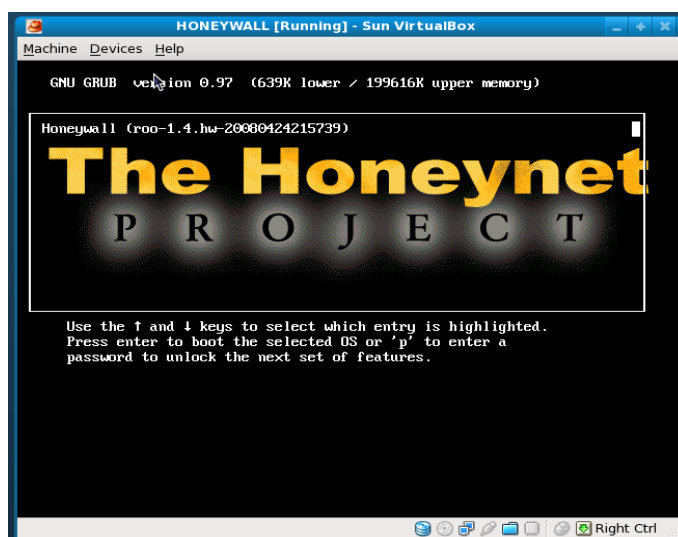 HONEYWALL [Running] - Sun VirtualBox
Machine Devices Help
GNU GRUB version 0.97 (639K lower / 199616K upper memory)
Honeywall (roo-1.4.hw-20080424215739)
The Honeynet
PROJECT
Use the ↑ and ↓ keys to select which entry is highlighted.
Press enter to boot the selected OS or 'p' to enter a
password to unlock the next set of features.
Right Ctrl